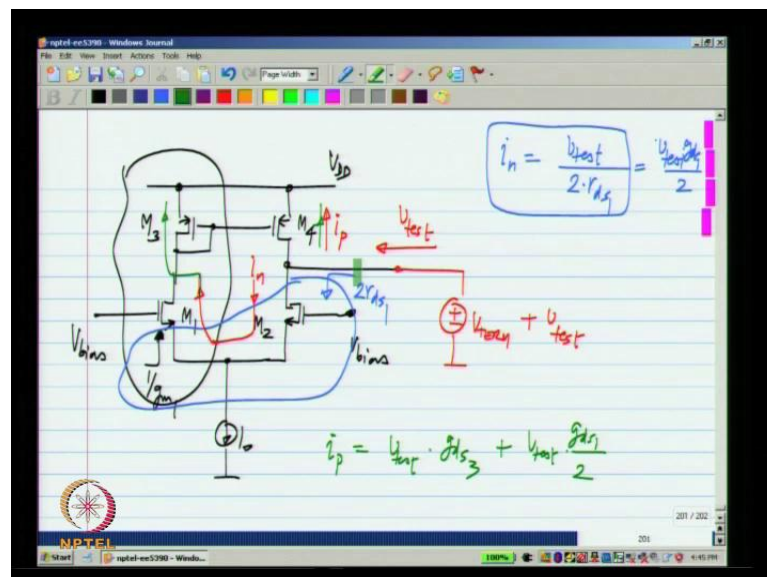 nptel-ee5390 - Windows Journal
File Edit View Insert Actions Tools Help
Page Width
B I
i_n = v_test / 2·r_ds1 = v_test g_ds1 / 2
V_DD
M_3
M_4
i_p
v_test
i_n
2r_ds1
M_1
M_2
V_bias
V_bias
1/g_m1
+ v_test
I_0
i_p = v_test · g_ds3 + v_test · g_ds1 / 2
201 / 202
201
NPTEL
Start
nptel-ee5390 - Windo...
100%
4:45 PM